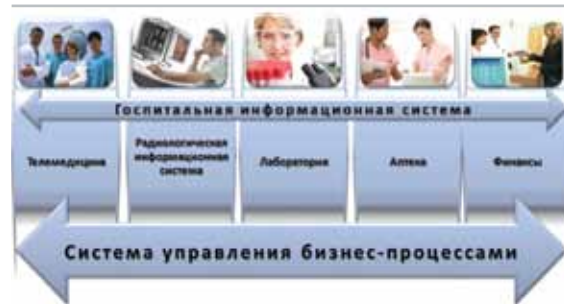 Госпитальная информационная система
Телемедицина
Радиологическая
информационная
система
Лаборатория
Аптека
Финансы
Система управления бизнес-процессами